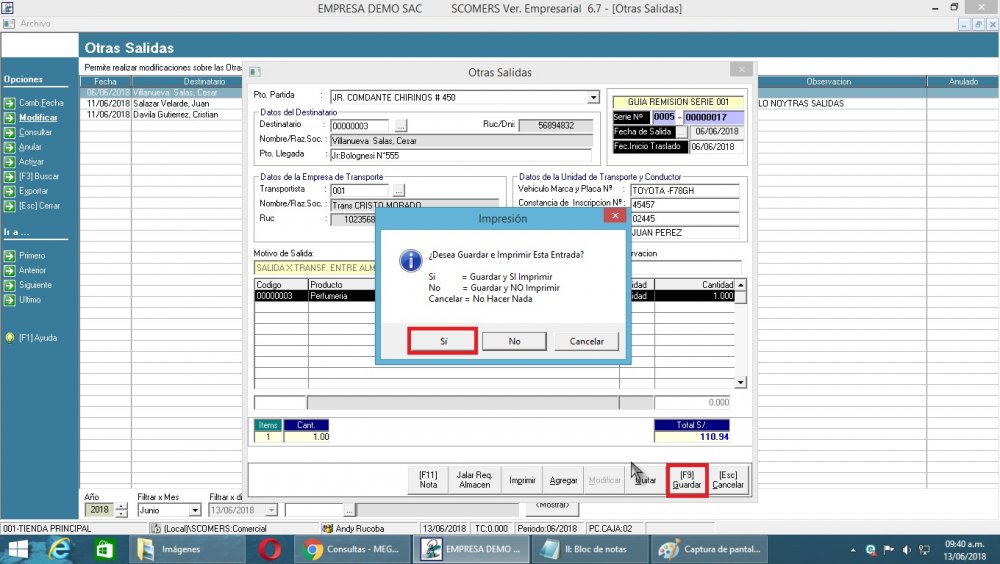 EMPRESA DEMO SAC SCOMERS Ver. Empresarial 6.7 - [Otras Salidas]
Archivo
Otras Salidas
Permite realizar modificaciones sobre las Otra
Opciones
Camb.Fecha
Modificar
Consultar
Anular
Activar
[F3] Buscar
Exportar
[Esc] Cerrar
Ir a ...
Primero
Anterior
Siguiente
Ultimo
[F1] Ayuda
Fecha Destinatario Observacion Anulado
06/06/2018 Villanueva Salas, Cesar
11/06/2018 Salazar Velarde, Juan LO NOYTRAS SALIDAS
11/06/2018 Davila Gutierrez, Cristian
Otras Salidas
Pto. Partida : JR. COMDANTE CHIRINOS # 450
Datos del Destinatario
Destinatario : 00000003 ... Ruc/Dni: 56894832
Nombre/Raz.Soc. : Villanueva Salas, Cesar
Pto. Llegada : Jr.Bolognesi N°555
GUIA REMISION SERIE 001
Serie Nº 0005 - 00000017
Fecha de Salida 06/06/2018
Fec.Inicio Traslado 06/06/2018
Datos de la Empresa de Transporte
Transportista : 001 ...
Nombre/Raz.Soc. : Trans CRISTO MORADO
Ruc : 1023568
Datos de la Unidad de Transporte y Conductor
Vehiculo Marca y Placa Nº : TOYOTA -F78GH
Constancia de Inscripcion Nº : 45457
02445
JUAN PEREZ
Motivo de Salida: rvacion
SALIDA X TRANSF. ENTRE ALM
Codigo Producto idad Cantidad
00000003 Perfumeria 1.000
0.000
Impresión
¿Desea Guardar e Imprimir Esta Entrada?
Si = Guardar y SI Imprimir
No = Guardar y NO Imprimir
Cancelar = No Hacer Nada
Sí No Cancelar
Items Cant. Total S/.
1 1.00 110.94
[F11] Nota
Jalar Req. Almacen
Imprimir
Agregar
Modificar
[F9] Guardar
[Esc] Cancelar
Año Filtrar x Mes Filtrar x di
2018 Junio 13/06/2018 ... <Mostrar>
001-TIENDA PRINCIPAL (Local)\SCOMERS:Comercial Andy Rucoba 13/06/2018 TC:0.000 Periodo:06/2018 PC.CAJA:02
Imágenes
Consultas - MEG...
EMPRESA DEMO ...
II: Bloc de notas
Captura de pantal...
09:40 a.m.
13/06/2018